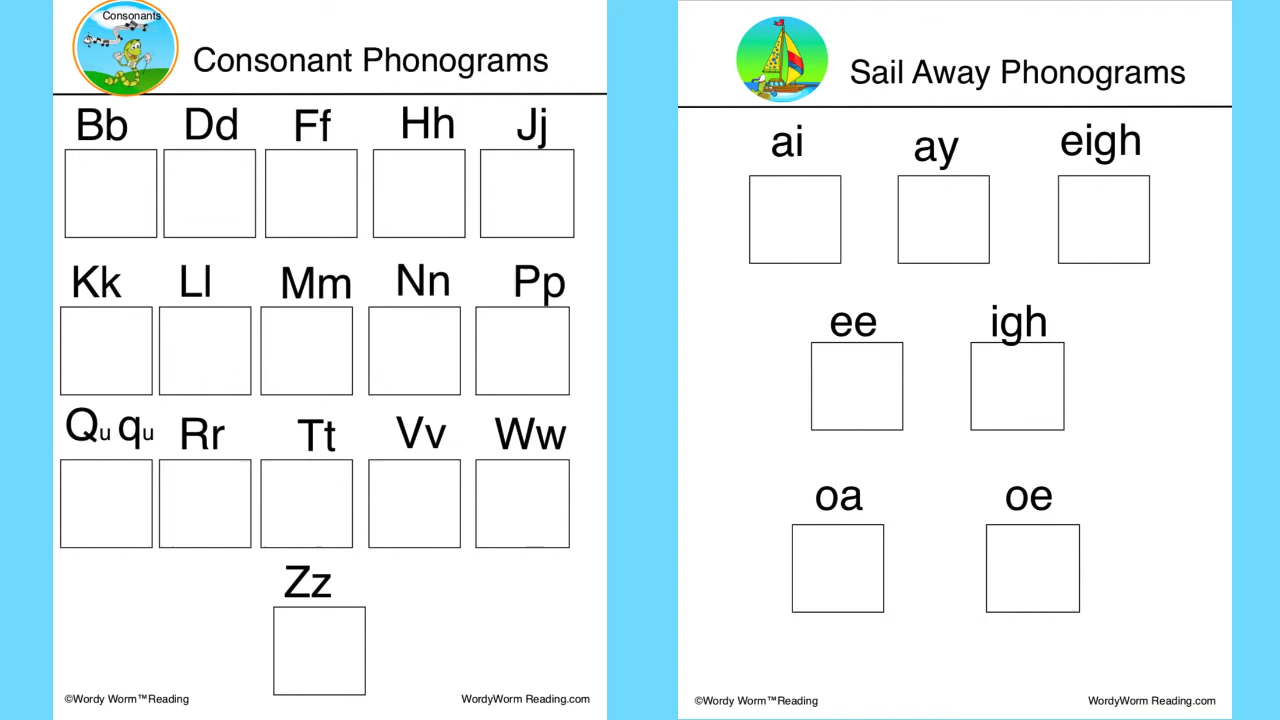 Consonants
Consonant Phonograms
Bb Dd Ff Hh Jj
Kk Ll Mm Nn Pp
Qu qu Rr Tt Vv Ww
Zz
©Wordy Worm™Reading WordyWorm Reading.com
Sail Away Phonograms
ai ay eigh
ee igh
oa oe
©Wordy Worm™Reading WordyWorm Reading.com